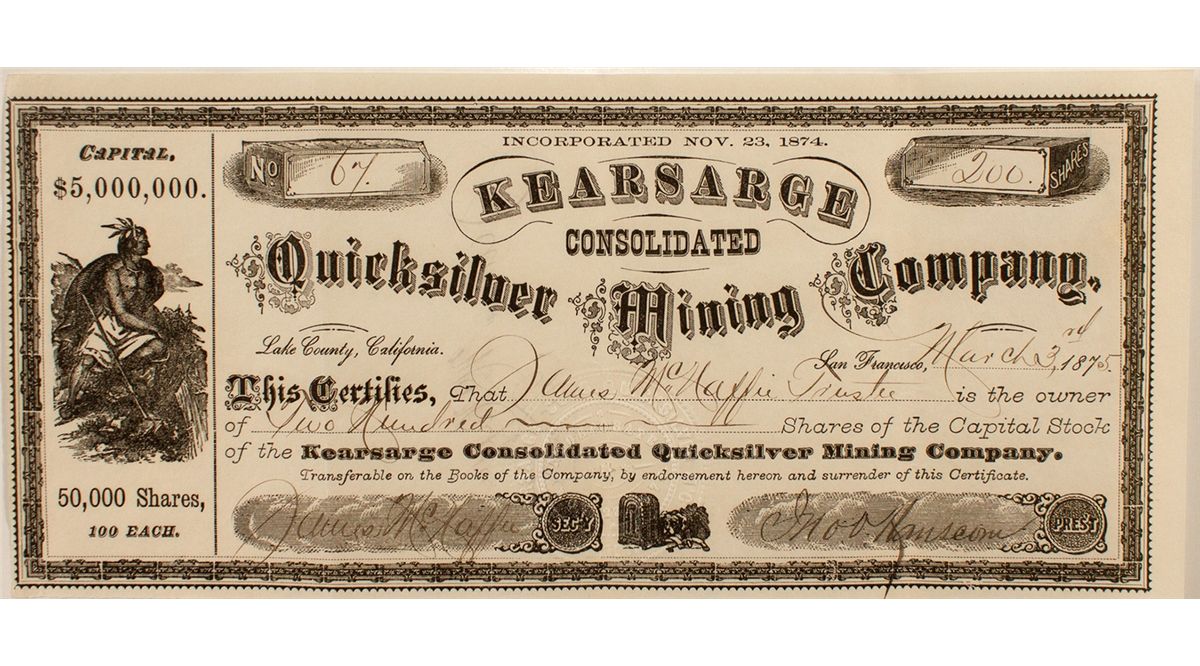 CAPITAL,
$5,000,000.
50,000 Shares,
100 EACH.
No 67.
INCORPORATED NOV. 23, 1874.
200. SHARES
KEARSARGE
CONSOLIDATED
Quicksilver Mining Company,
Lake County, California.
San Francisco, March 3rd, 1875.
This Certifies, That James McHaffie Trustee is the owner
of Two Hundred Shares of the Capital Stock
of the Kearsarge Consolidated Quicksilver Mining Company.
Transferable on the Books of the Company, by endorsement hereon and surrender of this Certificate.
James McHaffie SEC'Y
PREST